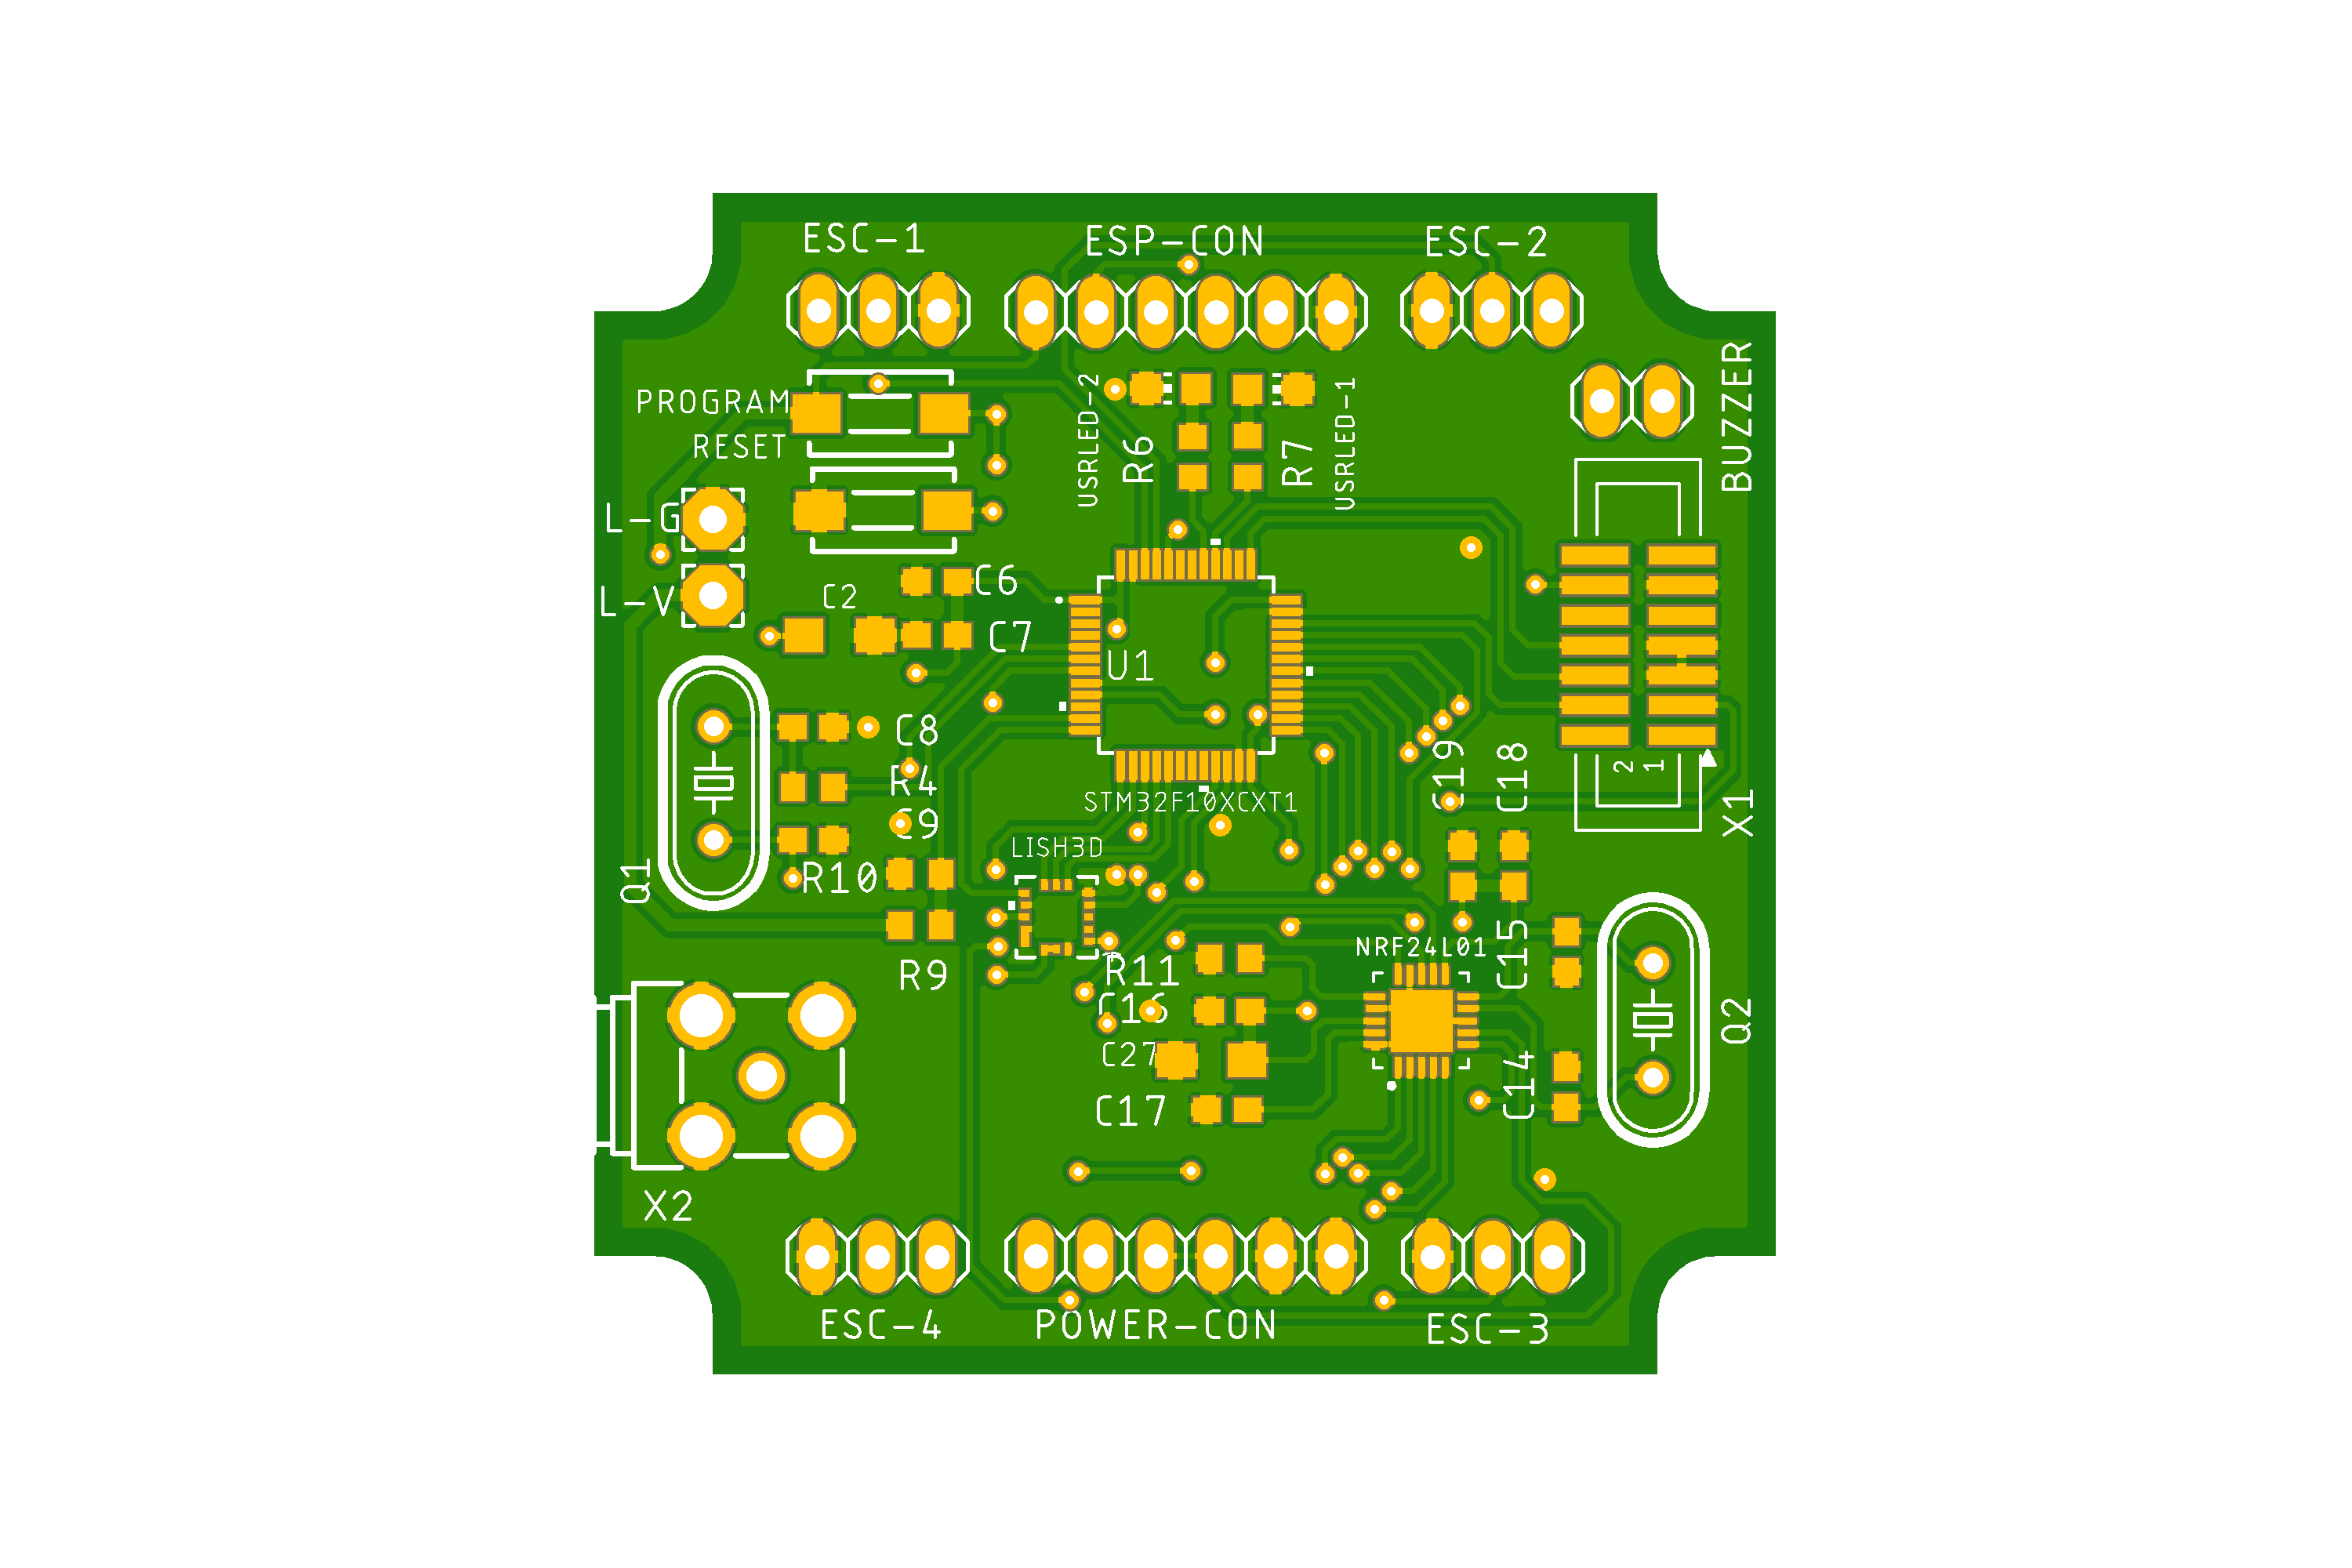 ESC-1
ESP-CON
ESC-2
BUZZER
PROGRAM
RESET
USRLED-2
R6
R7
USRLED-1
L-G
L-V
C2
C6
C7
U1
C8
R4
C9
C19
C18
2
1
X1
STM32F10XCXT1
LISH3D
Q1
R10
R9
R11
NRF24L01
C15
C16
C27
C17
C14
Q2
X2
ESC-4
POWER-CON
ESC-3